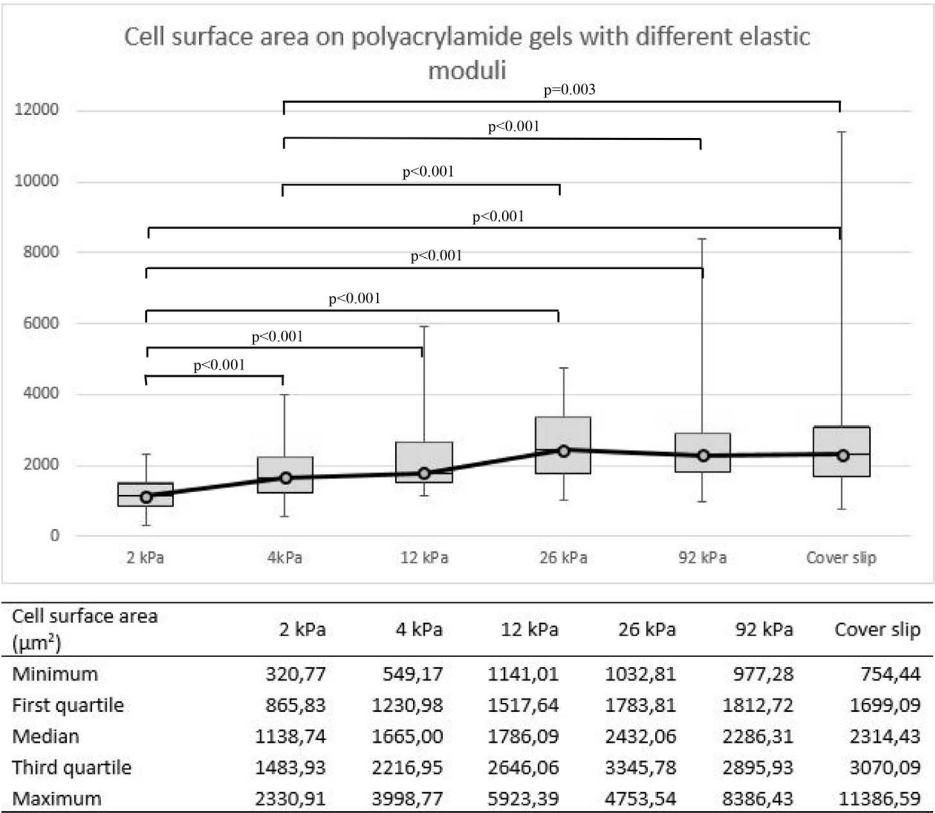 Cell surface area on polyacrylamide gels with different elastic
moduli
p=0.003
12000
p<0.001
p<0.001
10000
p<0.001
8000
p<0.001
p<0.001
6000
p<0.001
p<0.001
4000
2000
0
2 kPa 4kPa 12 kPa 26 kPa 92 kPa Cover slip
Cell surface area
(µm²) 2 kPa 4 kPa 12 kPa 26 kPa 92 kPa Cover slip
Minimum 320,77 549,17 1141,01 1032,81 977,28 754,44
First quartile 865,83 1230,98 1517,64 1783,81 1812,72 1699,09
Median 1138,74 1665,00 1786,09 2432,06 2286,31 2314,43
Third quartile 1483,93 2216,95 2646,06 3345,78 2895,93 3070,09
Maximum 2330,91 3998,77 5923,39 4753,54 8386,43 11386,59